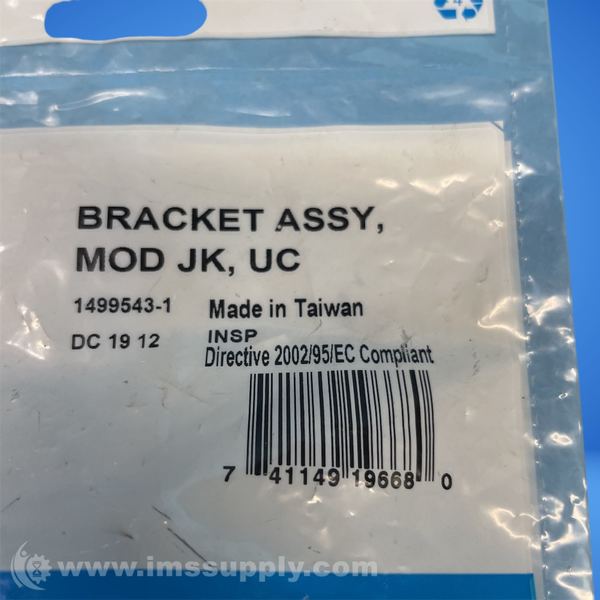 4
BRACKET ASSY,
MOD JK, UC
1499543-1 Made in Taiwan
DC 19 12 INSP
Directive 2002/95/EC Compliant
7 41149 19668 0
www.imssupply.com